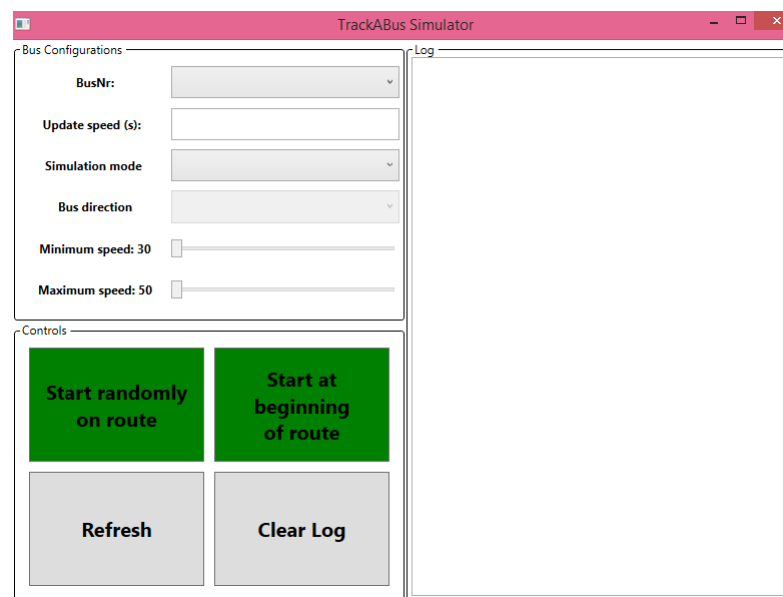 TrackABus Simulator
Bus Configurations
BusNr:
Update speed (s):
Simulation mode
Bus direction
Minimum speed: 30
Maximum speed: 50
Controls
Start randomly
on route
Start at
beginning
of route
Refresh
Clear Log
Log